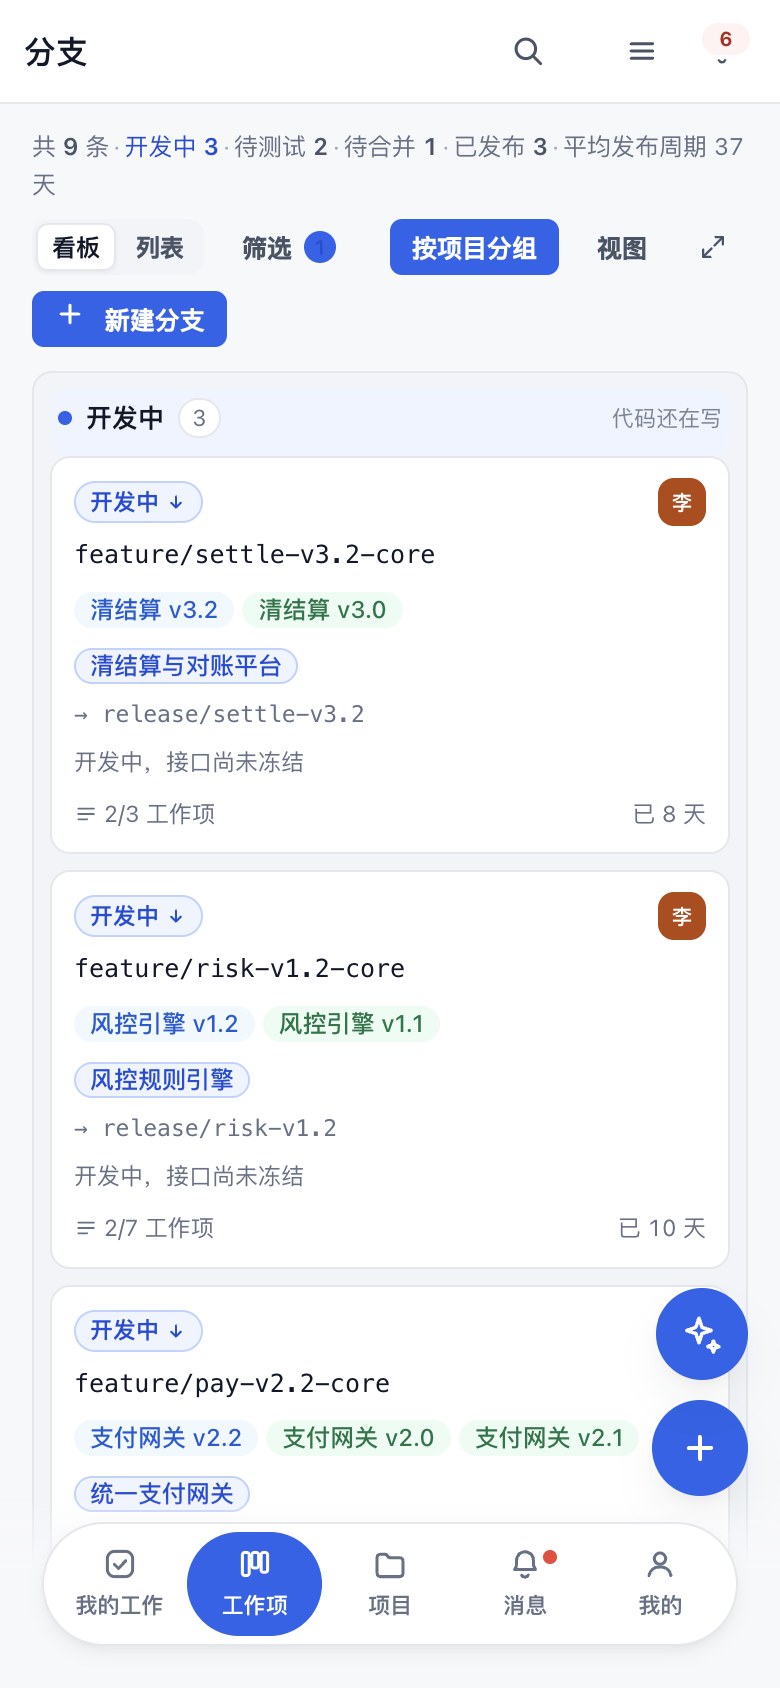 分支
6
共 9 条 · 开发中 3 · 待测试 2 · 待合并 1 · 已发布 3 · 平均发布周期 37
天
看板 列表 筛选 1 按项目分组 视图
新建分支
开发中 3 代码还在写
开发中 ↓ 李
feature/settle-v3.2-core
清结算 v3.2 清结算 v3.0
清结算与对账平台
→ release/settle-v3.2
开发中，接口尚未冻结
2/3 工作项 已 8 天
开发中 ↓ 李
feature/risk-v1.2-core
风控引擎 v1.2 风控引擎 v1.1
风控规则引擎
→ release/risk-v1.2
开发中，接口尚未冻结
2/7 工作项 已 10 天
开发中 ↓
feature/pay-v2.2-core
支付网关 v2.2 支付网关 v2.0 支付网关 v2.1
统一支付网关
我的工作 工作项 项目 消息 我的